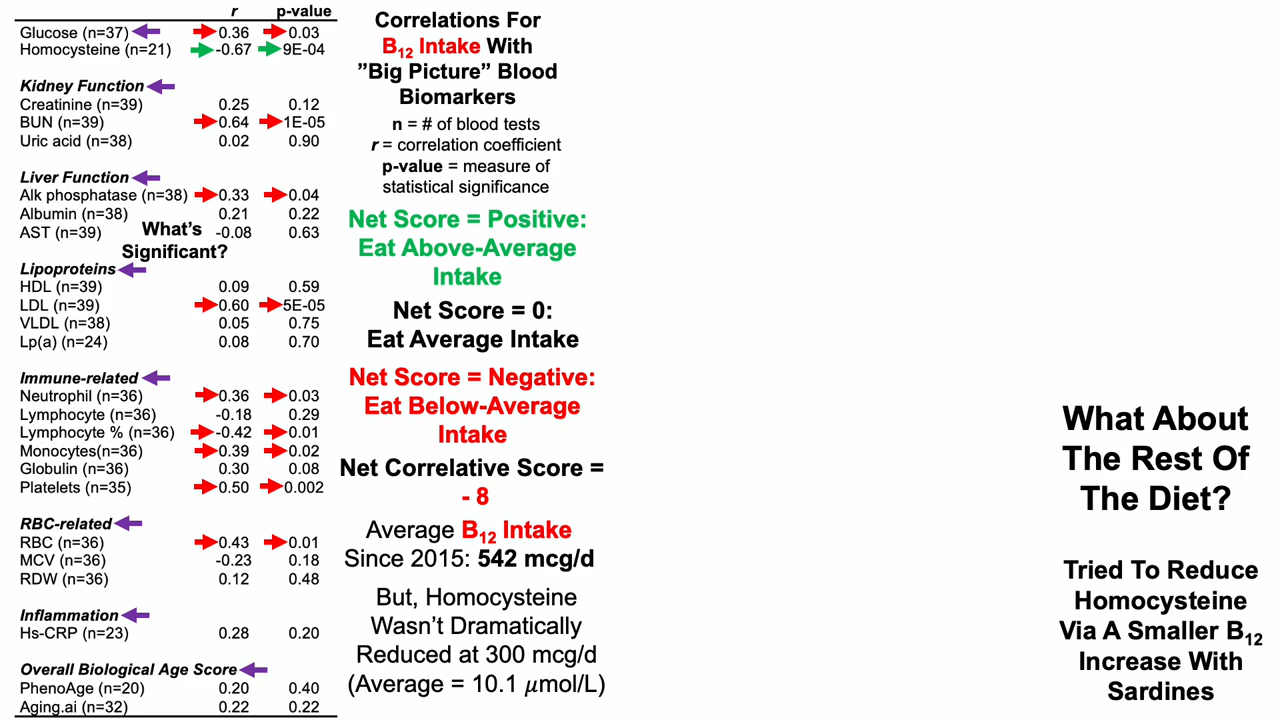 r p-value
Glucose (n=37) 0.36 0.03
Homocysteine (n=21) -0.67 9E-04
Kidney Function
Creatinine (n=39) 0.25 0.12
BUN (n=39) 0.64 1E-05
Uric acid (n=38) 0.02 0.90
Liver Function
Alk phosphatase (n=38) 0.33 0.04
Albumin (n=38) 0.21 0.22
AST (n=39) -0.08 0.63
What's
Significant?
Lipoproteins
HDL (n=39) 0.09 0.59
LDL (n=39) 0.60 5E-05
VLDL (n=38) 0.05 0.75
Lp(a) (n=24) 0.08 0.70
Immune-related
Neutrophil (n=36) 0.36 0.03
Lymphocyte (n=36) -0.18 0.29
Lymphocyte % (n=36) -0.42 0.01
Monocytes(n=36) 0.39 0.02
Globulin (n=36) 0.30 0.08
Platelets (n=35) 0.50 0.002
RBC-related
RBC (n=36) 0.43 0.01
MCV (n=36) -0.23 0.18
RDW (n=36) 0.12 0.48
Inflammation
Hs-CRP (n=23) 0.28 0.20
Overall Biological Age Score
PhenoAge (n=20) 0.20 0.40
Aging.ai (n=32) 0.22 0.22
Correlations For
B12 Intake With
”Big Picture” Blood
Biomarkers
n = # of blood tests
r = correlation coefficient
p-value = measure of
statistical significance
Net Score = Positive:
Eat Above-Average
Intake
Net Score = 0:
Eat Average Intake
Net Score = Negative:
Eat Below-Average
Intake
Net Correlative Score =
- 8
Average B12 Intake
Since 2015: 542 mcg/d
But, Homocysteine
Wasn't Dramatically
Reduced at 300 mcg/d
(Average = 10.1 μmol/L)
What About
The Rest Of
The Diet?
Tried To Reduce
Homocysteine
Via A Smaller B12
Increase With
Sardines